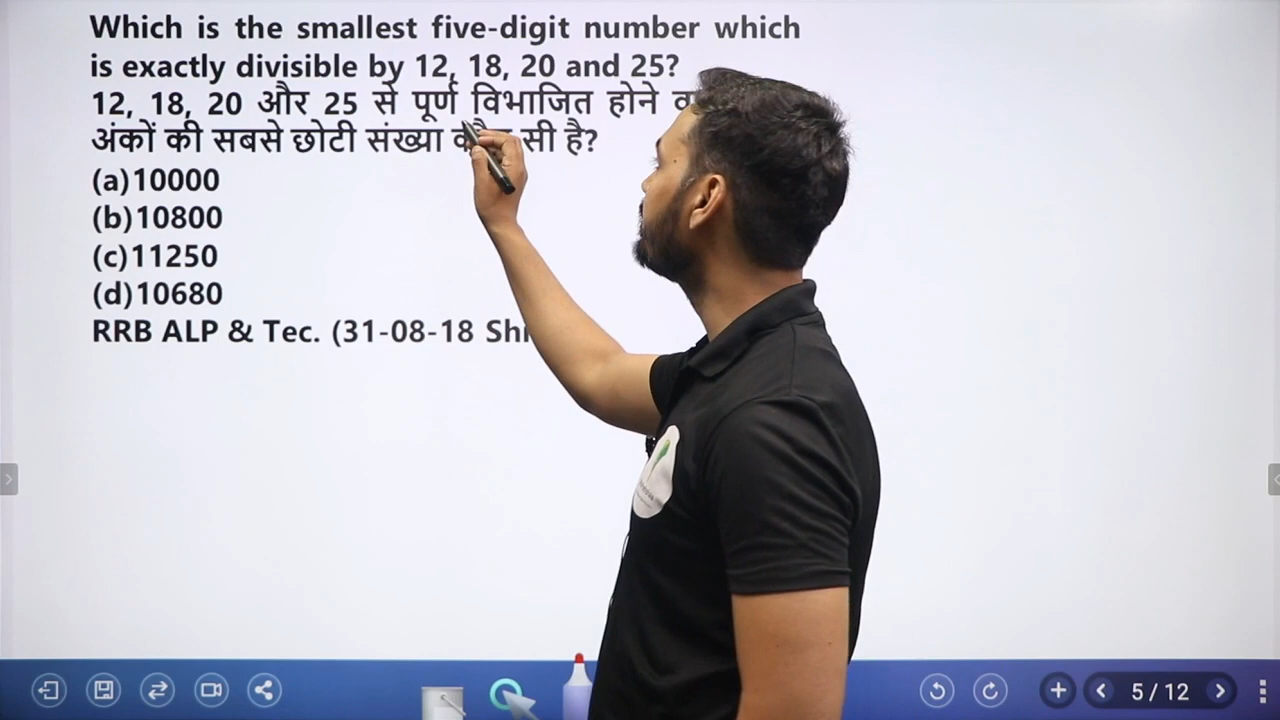 Which is the smallest five-digit number which
is exactly divisible by 12, 18, 20 and 25?
12, 18, 20 और 25 से पूर्ण विभाजित होने
अंकों की सबसे छोटी संख्या सी है?
(a)10000
(b)10800
(c)11250
(d)10680
RRB ALP & Tec. (31-08-18
5 / 12